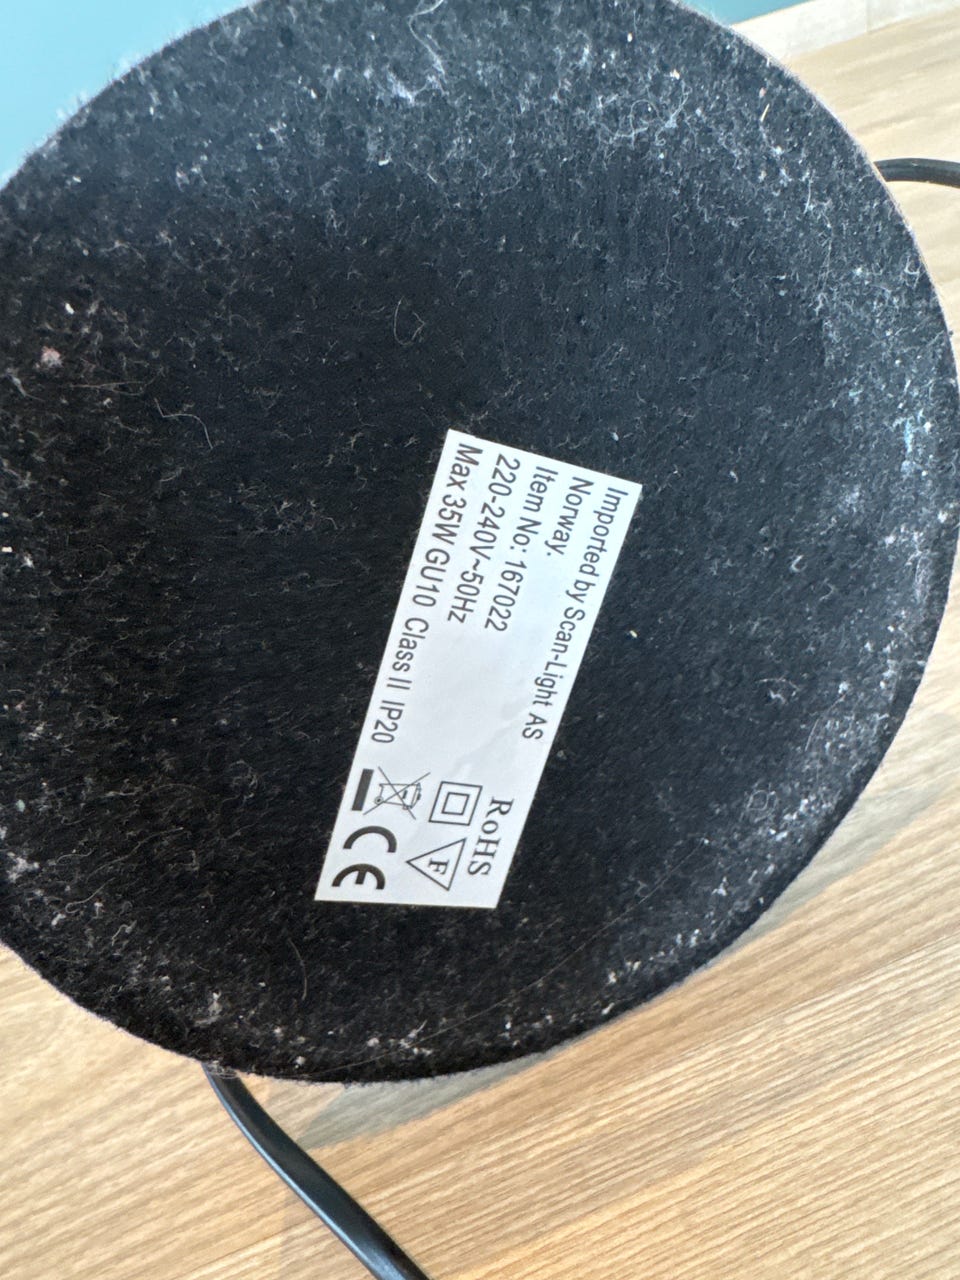 Imported by Scan-Light AS
Norway.
Item No: 167022
220-240V~50Hz
Max 35W GU10 Class II IP20
RoHS
F
CE